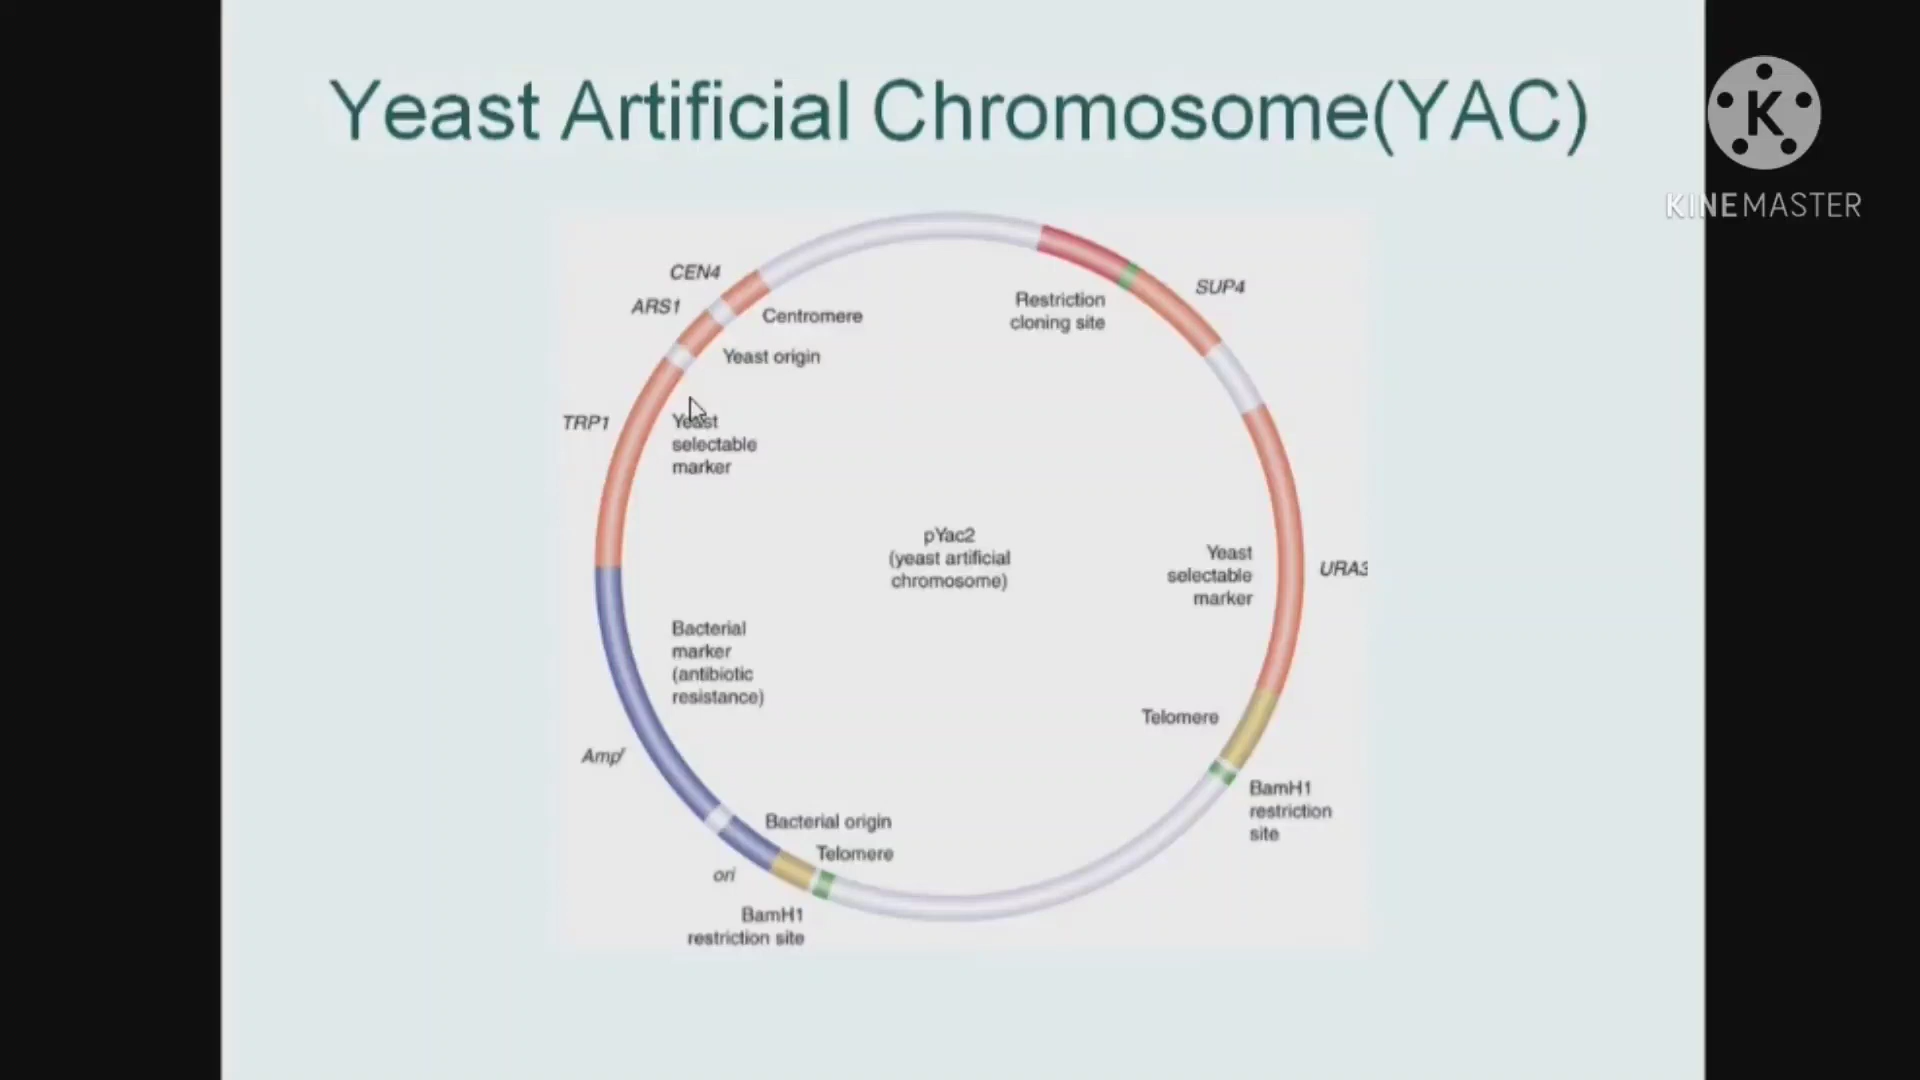 Yeast Artificial Chromosome(YAC)
K
KINEMASTER
CEN4
ARS1
Centromere
Yeast origin
TRP1
Yeast
selectable
marker
Restriction
cloning site
SUP4
pYac2
(yeast artificial
chromosome)
Yeast
selectable
marker
URA3
Bacterial
marker
(antibiotic
resistance)
Ampʳ
Telomere
BamH1
restriction
site
Bacterial origin
Telomere
ori
BamH1
restriction site